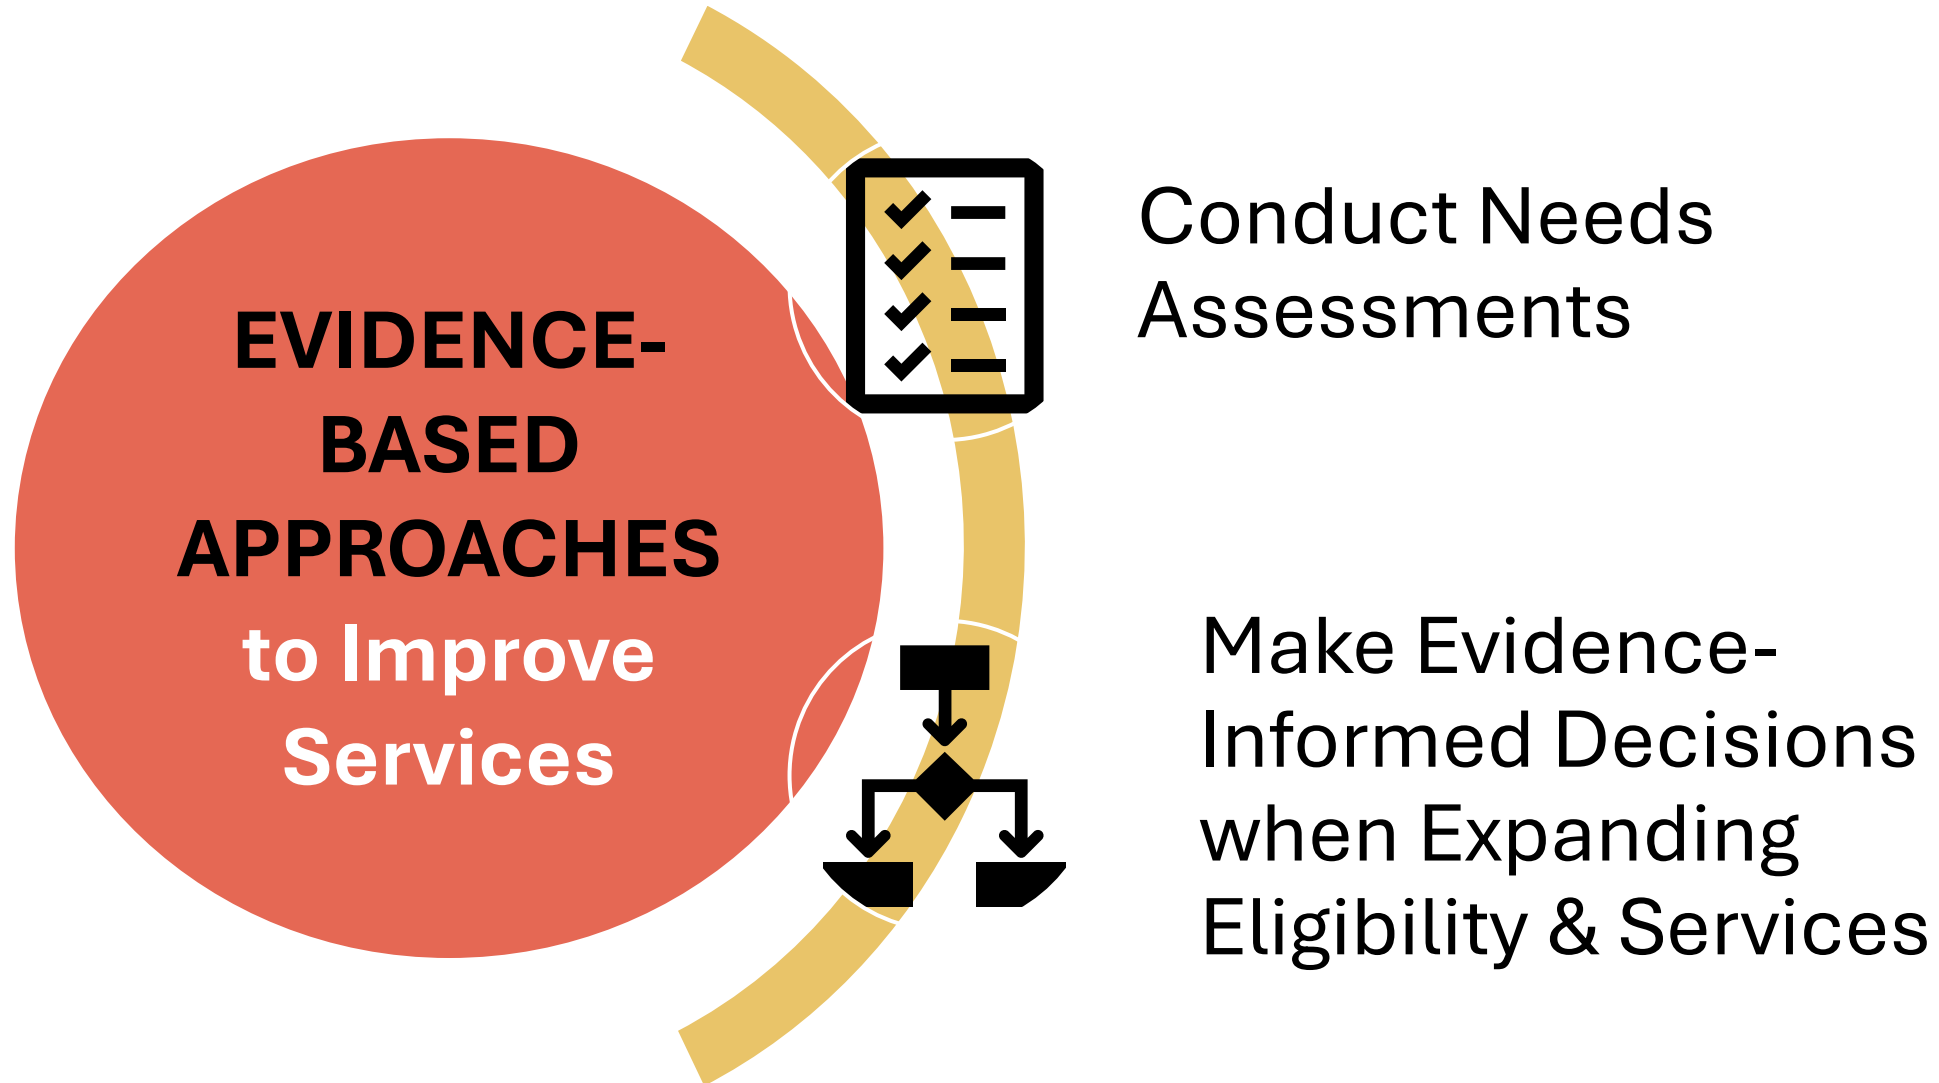 EVIDENCE-
BASED
APPROACHES
to Improve
Services
Conduct Needs
Assessments
Make Evidence-
Informed Decisions
when Expanding
Eligibility & Services